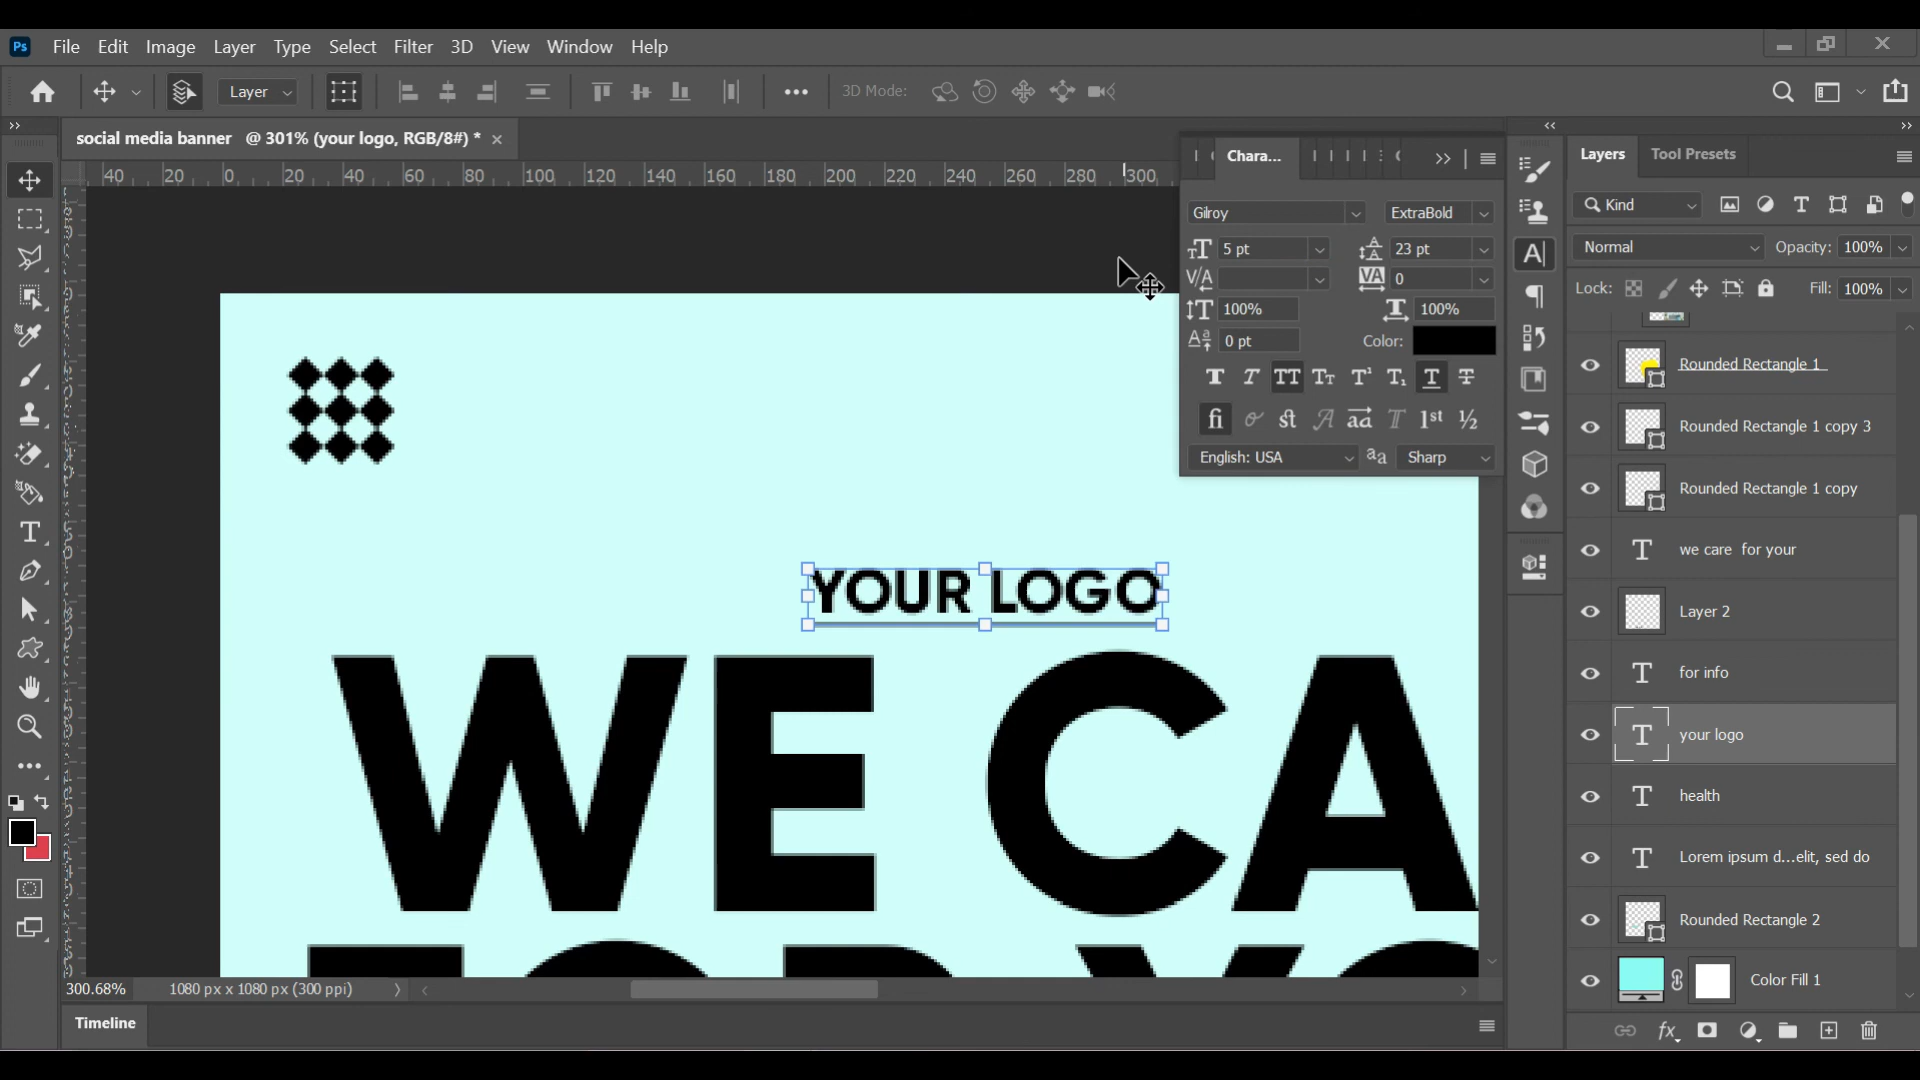 Ps File Edit Image Layer Type Select Filter 3D View Window Help
Layer 3D Mode:
social media banner @ 301% (your logo, RGB/8#) * ×
40 20 0 20 40 60 80 100 120 140 160 180 200 220 240 260 280 300
Chara...
Gilroy ExtraBold
5 pt 23 pt
0
100% 100%
0 pt Color:
English: USA Sharp
Layers Tool Presets
Kind
Normal Opacity: 100%
Lock: Fill: 100%
Rounded Rectangle 1
Rounded Rectangle 1 copy 3
Rounded Rectangle 1 copy
we care for your
Layer 2
for info
your logo
health
Lorem ipsum d...elit, sed do
Rounded Rectangle 2
Color Fill 1
YOUR LOGO
WE CA
300.68% 1080 px x 1080 px (300 ppi)
Timeline